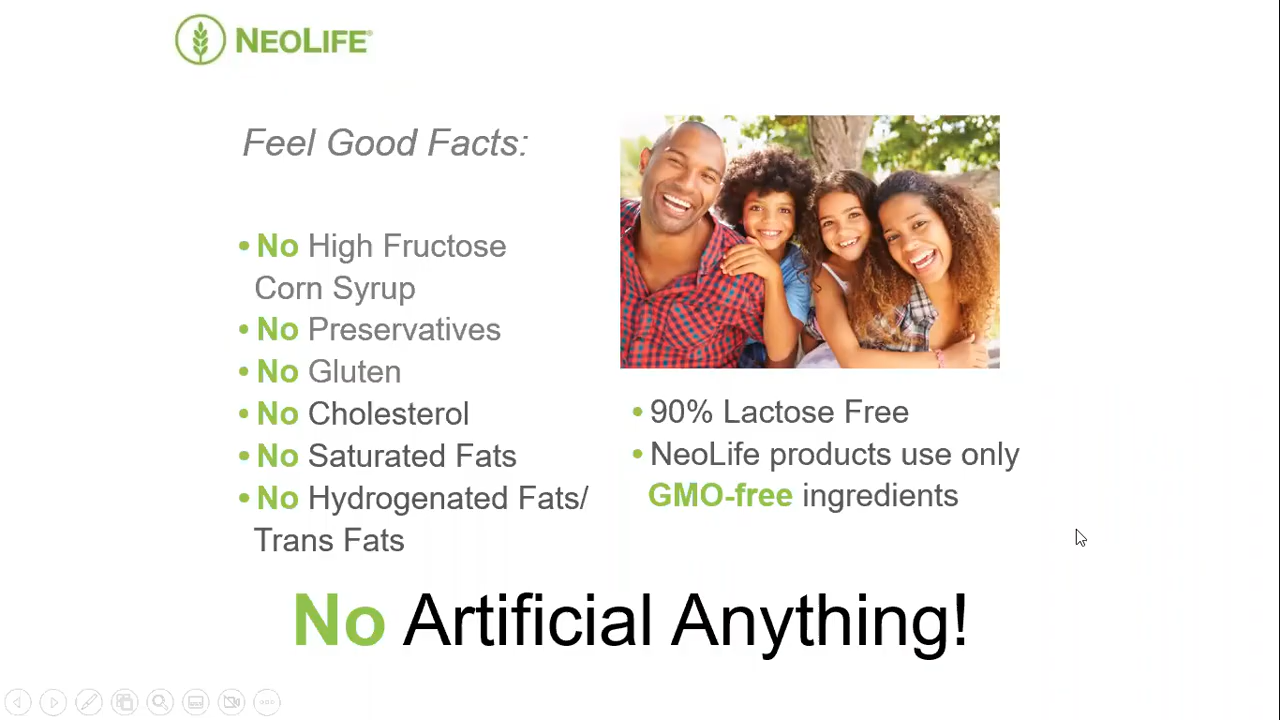 NEOLIFE®
Feel Good Facts:
• No High Fructose
Corn Syrup
• No Preservatives
• No Gluten
• No Cholesterol
• No Saturated Fats
• No Hydrogenated Fats/
Trans Fats
• 90% Lactose Free
• NeoLife products use only
GMO-free ingredients
No Artificial Anything!